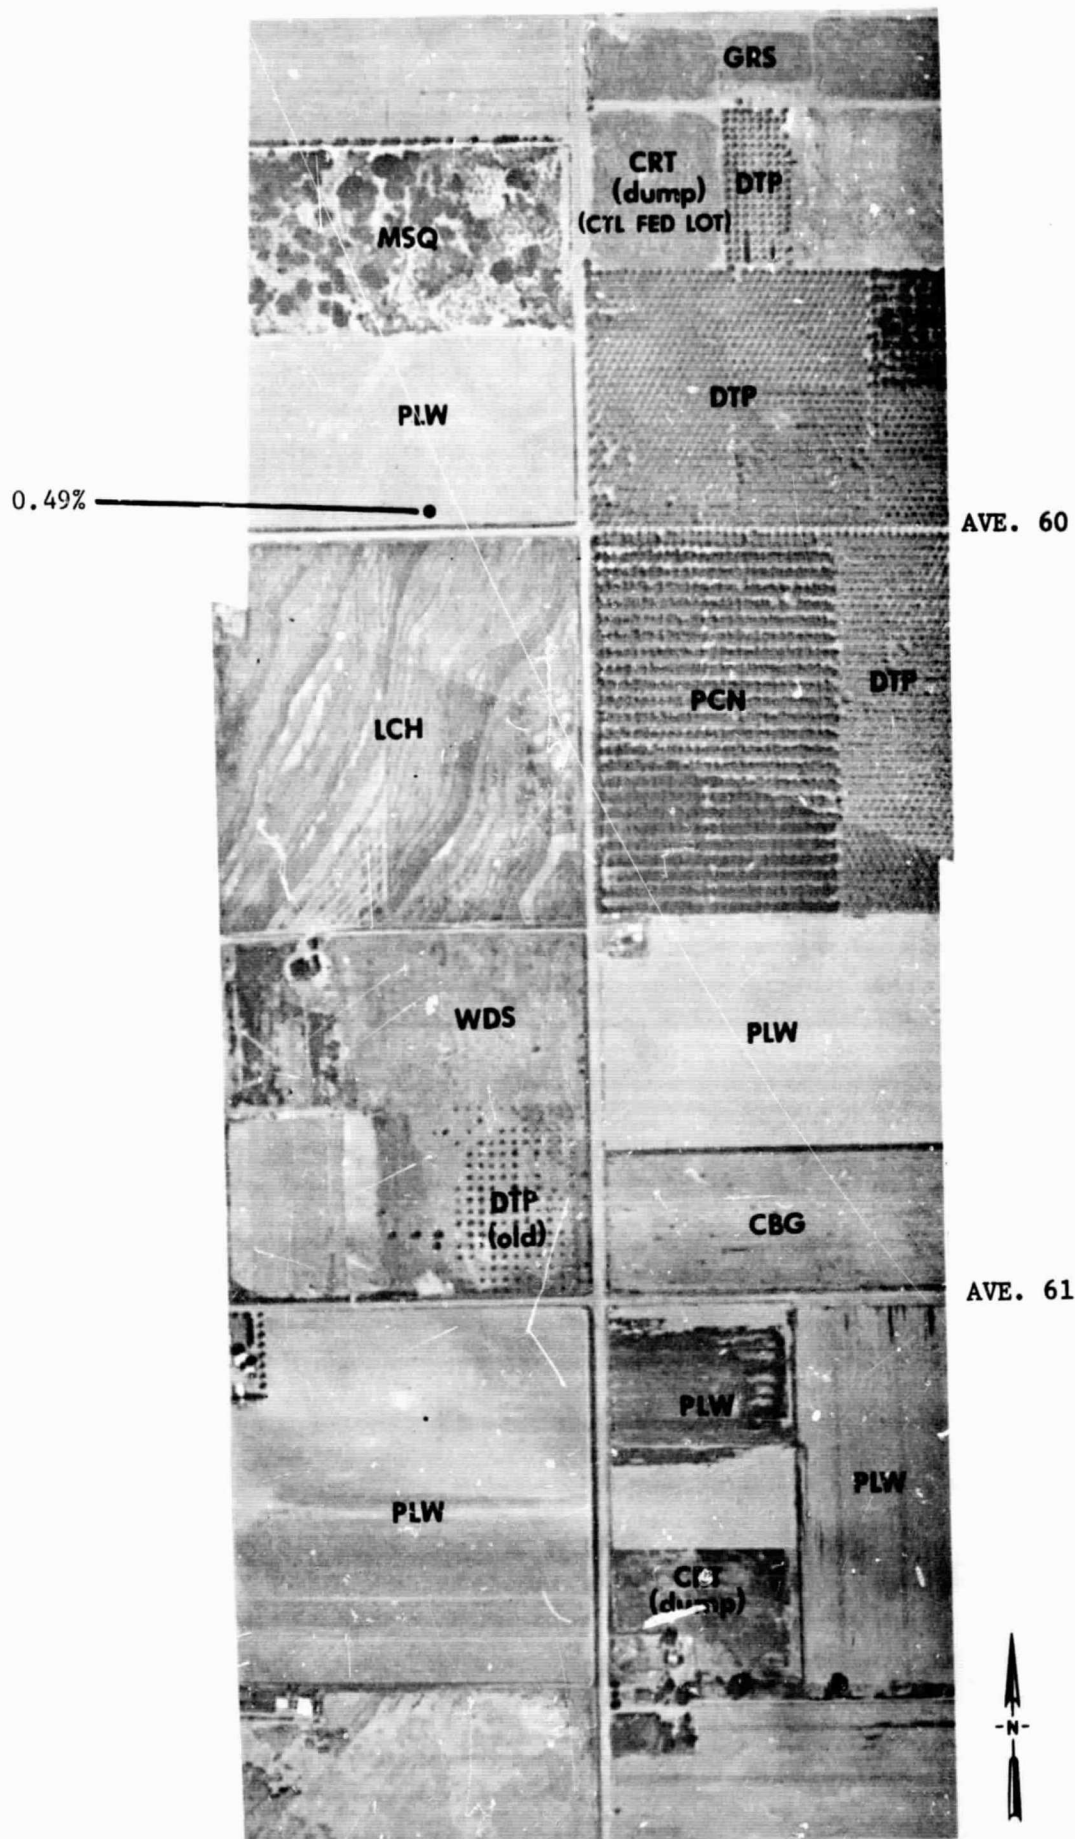 GRS
CRT
(dump)
(CTL FED LOT)
DTP
MSQ
PLW
DTP
0.49%
AVE. 60
LCH
PCN
DTP
WDS
PLW
DTP
(old)
CBG
AVE. 61
PLW
PLW
PLW
CRT
(dump)
-N-